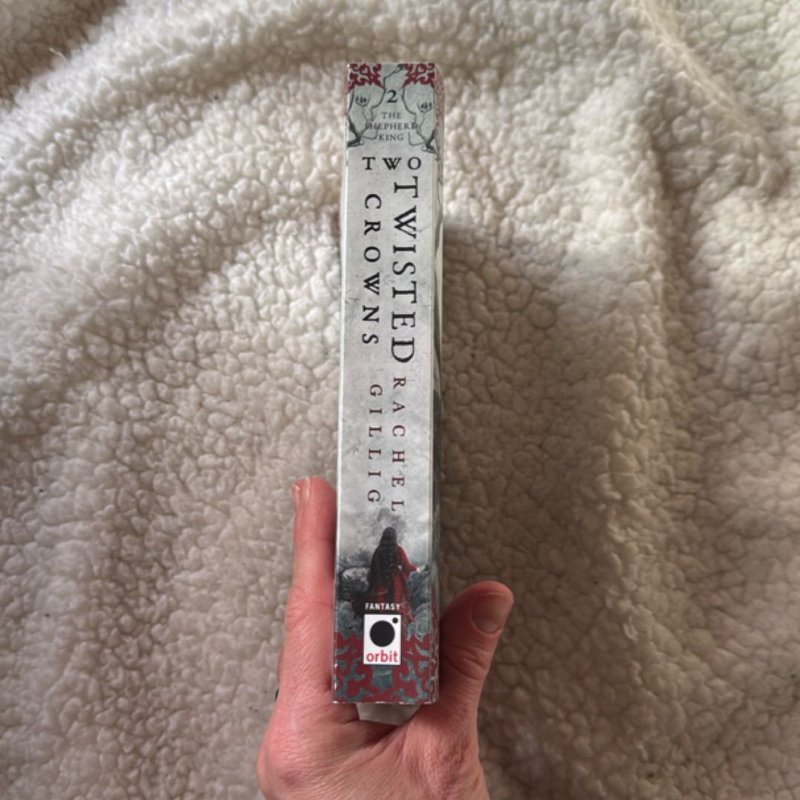 2
THE
SHEPHERD
KING
TWO
TWISTED
CROWNS
RACHEL
GILLIG
FANTASY
orbit